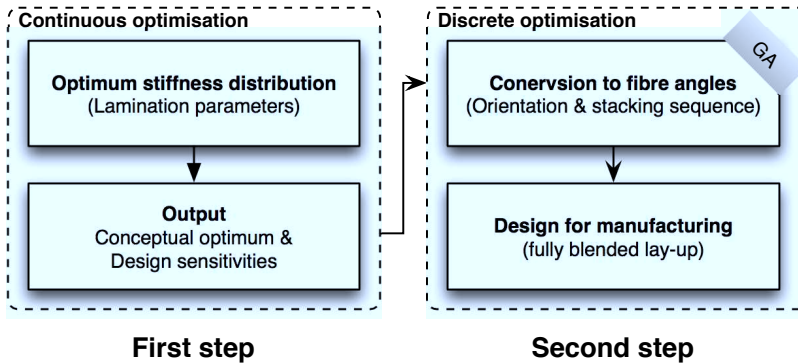 Continuous optimisation
Optimum stiffness distribution
(Lamination parameters)
Output
Conceptual optimum &
Design sensitivities
First step
Discrete optimisation
GA
Conervsion to fibre angles
(Orientation & stacking sequence)
Design for manufacturing
(fully blended lay-up)
Second step